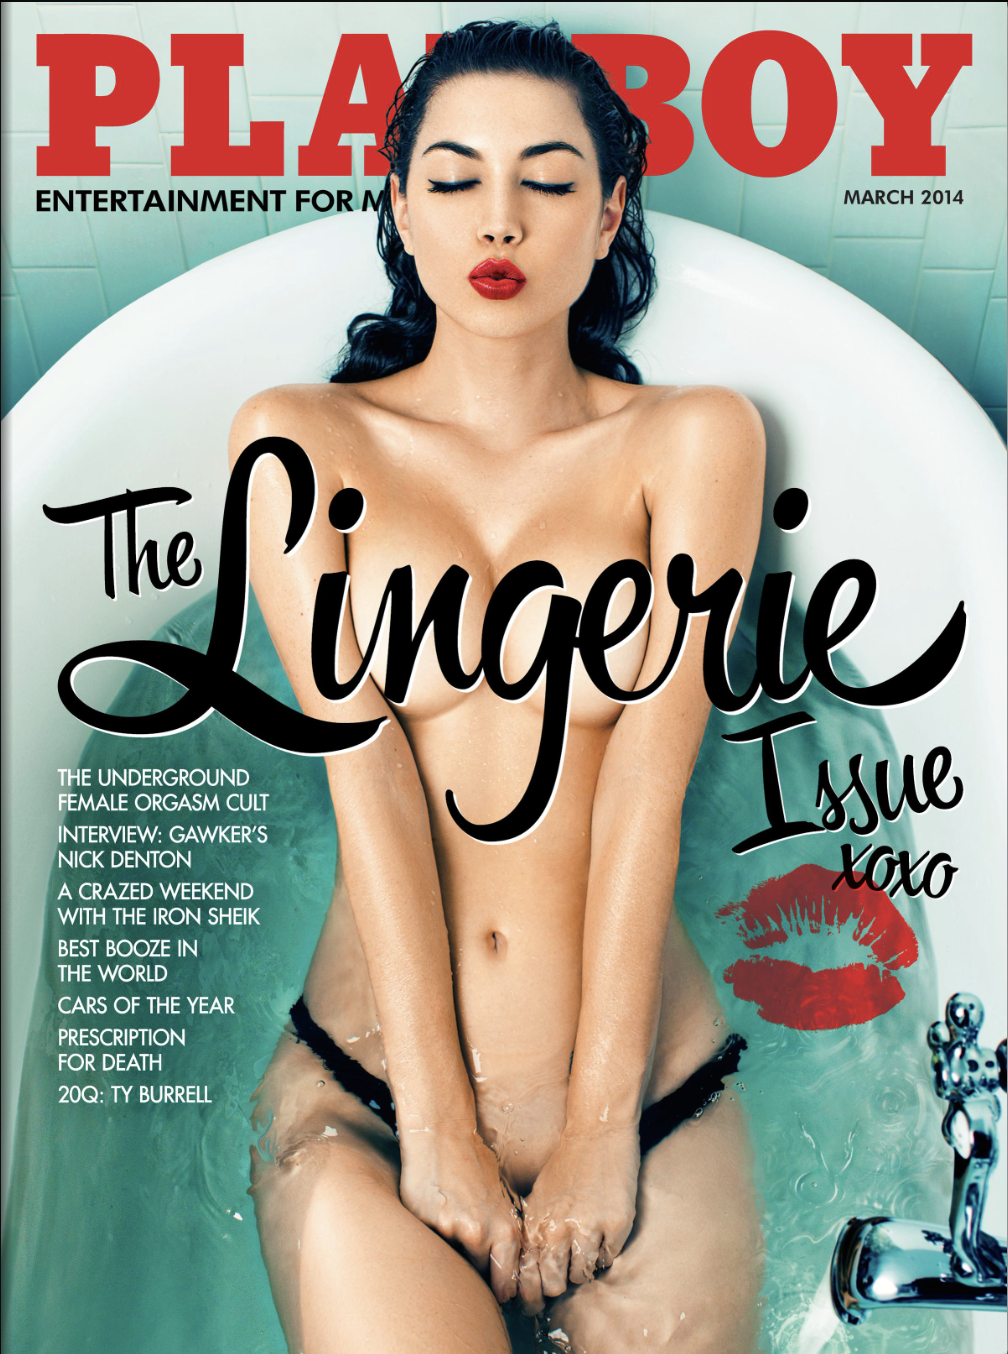 PLAYBOY
ENTERTAINMENT FOR M
MARCH 2014
The
Lingerie
Issue
xoxo
THE UNDERGROUND
FEMALE ORGASM CULT
INTERVIEW: GAWKER'S
NICK DENTON
A CRAZED WEEKEND
WITH THE IRON SHEIK
BEST BOOZE IN
THE WORLD
CARS OF THE YEAR
PRESCRIPTION
FOR DEATH
20Q: TY BURRELL